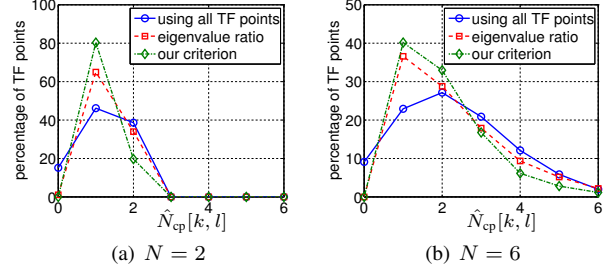 percentage of TF points
100
80
60
40
20
0
0 2 4 6
using all TF points
eigenvalue ratio
our criterion
N̂cp[k, l]
(a) N = 2
percentage of TF points
50
40
30
20
10
0
0 2 4 6
using all TF points
eigenvalue ratio
our criterion
N̂cp[k, l]
(b) N = 6